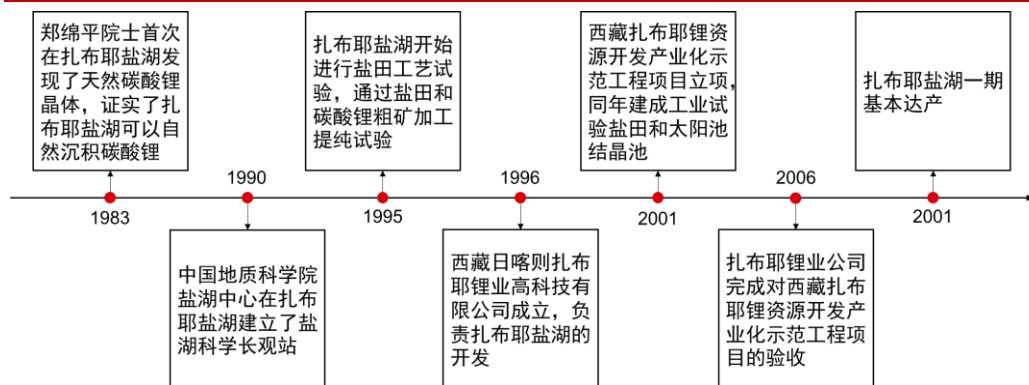 郑绵平院士首次
在扎布耶盐湖发
现了天然碳酸锂
晶体，证实了扎
布耶盐湖可以自
然沉积碳酸锂
1983
1990
中国地质科学院
盐湖中心在扎布
耶盐湖建立了盐
湖科学长观站
扎布耶盐湖开始
进行盐田工艺试
验，通过盐田和
碳酸锂粗矿加工
提纯试验
1995
1996
西藏日喀则扎布
耶锂业高科技有
限公司成立，负
责扎布耶盐湖的
开发
西藏扎布耶锂资
源开发产业化示
范工程项目立项，
同年建成工业试
验盐田和太阳池
结晶池
2001
2006
扎布耶锂业公司
完成对西藏扎布
耶锂资源开发产
业化示范工程项
目的验收
扎布耶盐湖一期
基本达产
2001